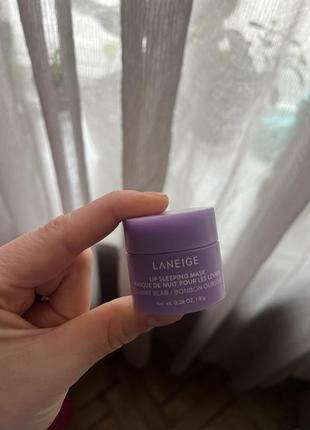 LANEIGE
LIP SLEEPING MASK
MASQUE DE NUIT POUR LES LÈVRES
GUMMY BEAR / BONBON OURSON
Net wt. 0.28 OZ. / 8 g